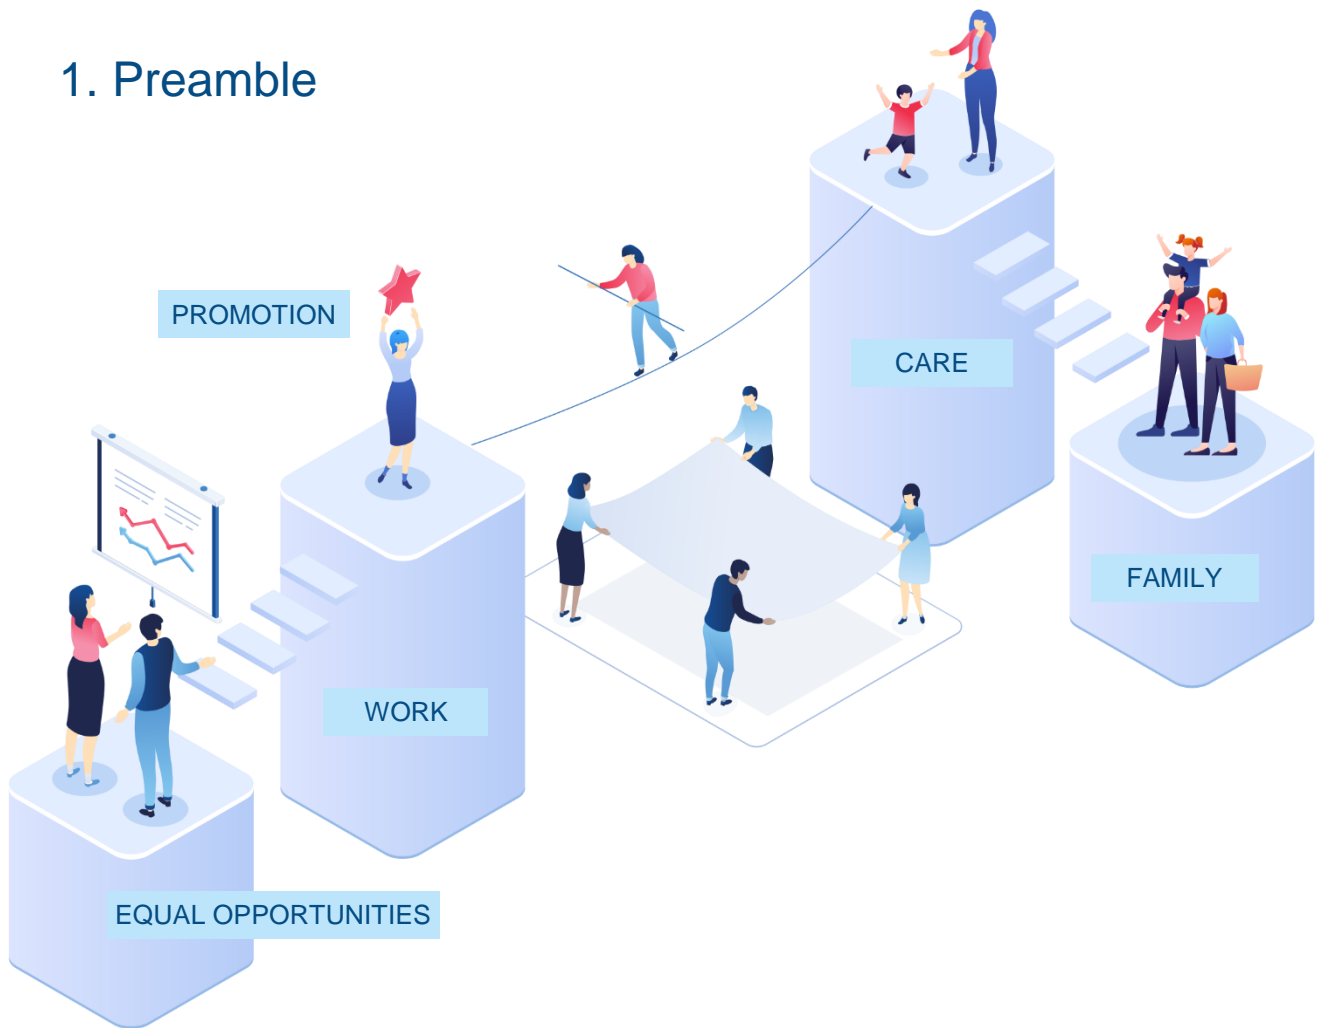 1. Preamble
PROMOTION
CARE
FAMILY
WORK
EQUAL OPPORTUNITIES